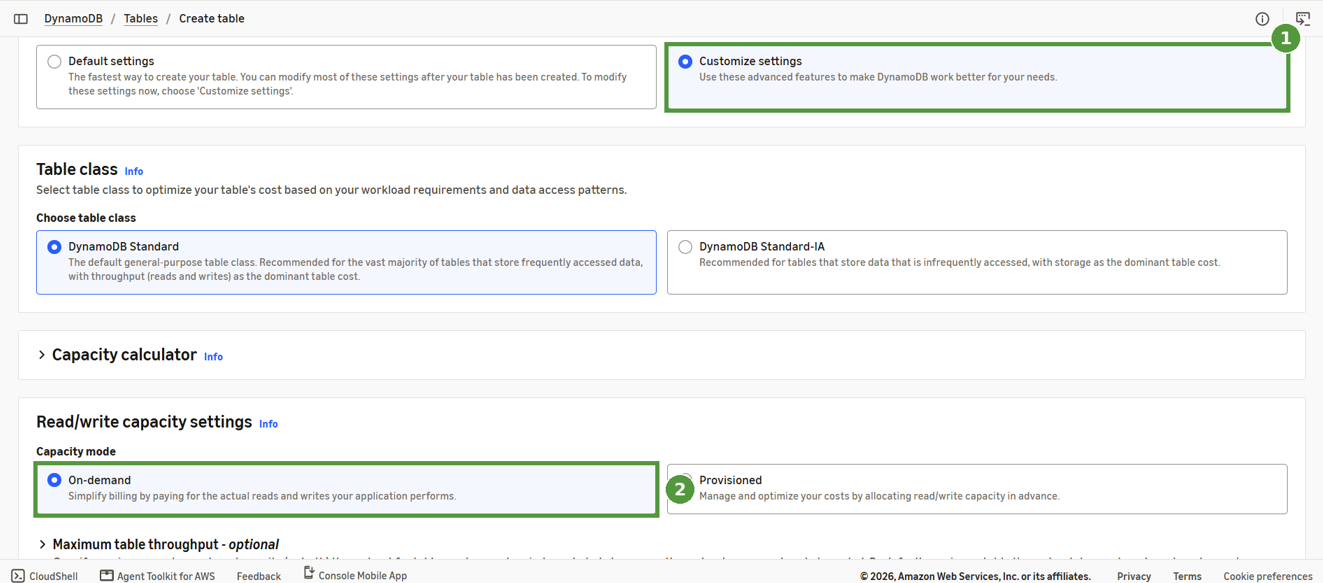 DynamoDB / Tables / Create table
1
Default settings
The fastest way to create your table. You can modify most of these settings after your table has been created. To modify
these settings now, choose 'Customize settings'.
Customize settings
Use these advanced features to make DynamoDB work better for your needs.
Table class Info
Select table class to optimize your table's cost based on your workload requirements and data access patterns.
Choose table class
DynamoDB Standard
The default general-purpose table class. Recommended for the vast majority of tables that store frequently accessed data,
with throughput (reads and writes) as the dominant table cost.
DynamoDB Standard-IA
Recommended for tables that store data that is infrequently accessed, with storage as the dominant table cost.
Capacity calculator Info
Read/write capacity settings Info
Capacity mode
On-demand
Simplify billing by paying for the actual reads and writes your application performs.
2
Provisioned
Manage and optimize your costs by allocating read/write capacity in advance.
Maximum table throughput - optional
CloudShell Agent Toolkit for AWS Feedback Console Mobile App © 2026, Amazon Web Services, Inc. or its affiliates. Privacy Terms Cookie preferences